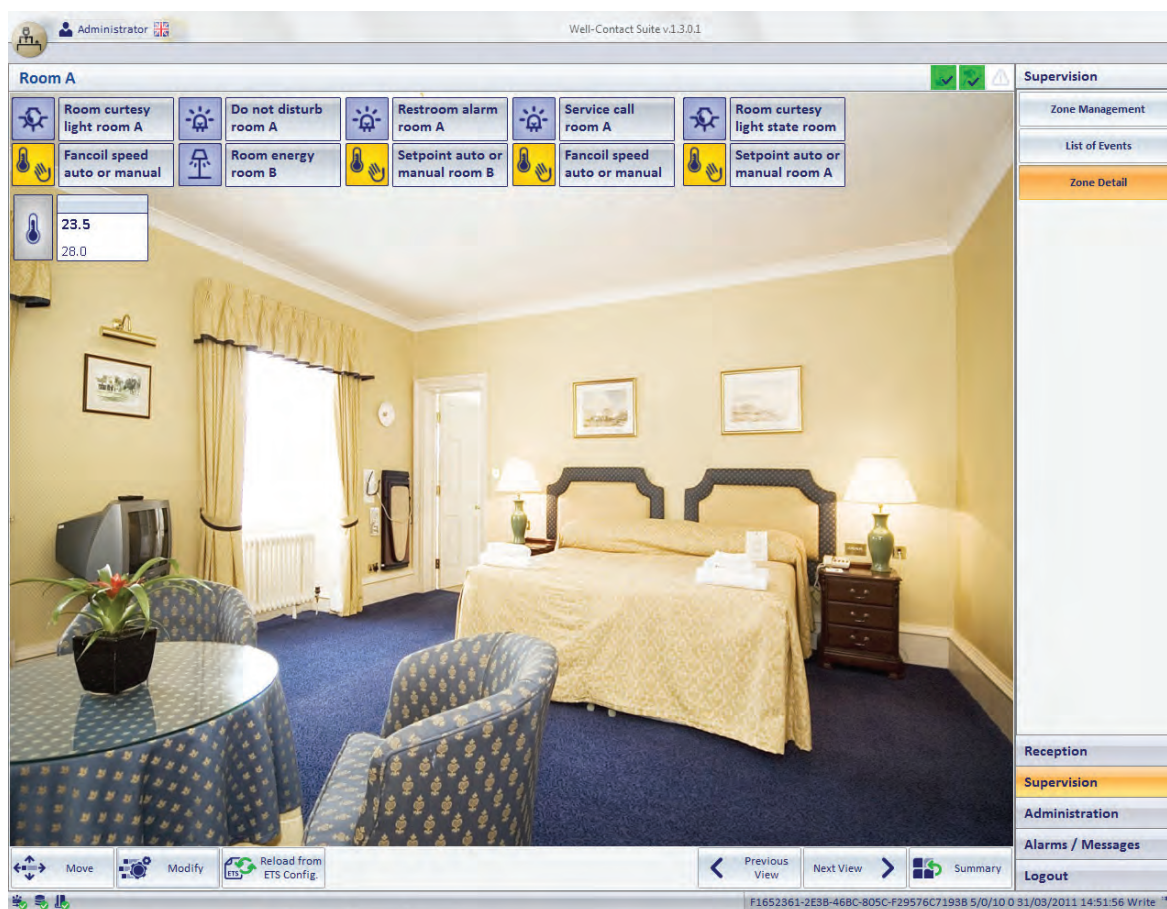 Administrator
Well-Contact Suite v.1.3.0.1
Room A
Supervision
Room curtesy
light room A
Do not disturb
room A
Restroom alarm
room A
Service call
room A
Room curtesy
light state room
Fancoil speed
auto or manual
Room energy
room B
Setpoint auto or
manual room B
Fancoil speed
auto or manual
Setpoint auto or
manual room A
23.5
28.0
Zone Management
List of Events
Zone Detail
Reception
Supervision
Administration
Alarms / Messages
Logout
Move
Modify
ETS
Reload from
ETS Config.
Previous
View
Next View
Summary
F1652361-2E3B-46BC-805C-F29576C7193B 5/0/10 0 31/03/2011 14:51:56 Write